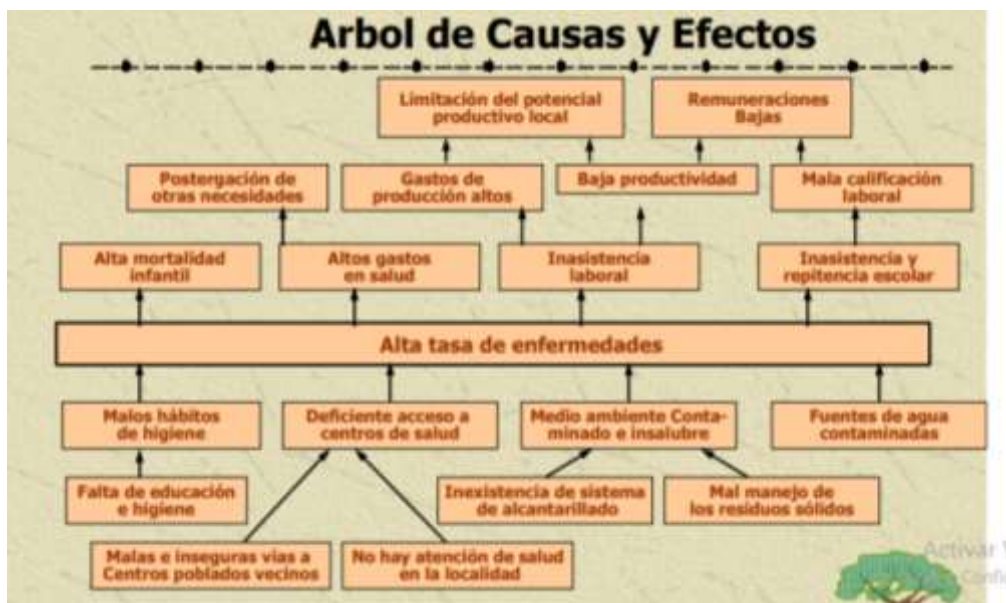 Arbol de Causas y Efectos
Limitación del potencial
productivo local
Remuneraciones
Bajas
Postergación de
otras necesidades
Gastos de
producción altos
Baja productividad
Mala calificación
laboral
Alta mortalidad
infantil
Altos gastos
en salud
Inasistencia
laboral
Inasistencia y
repitencia escolar
Alta tasa de enfermedades
Malos hábitos
de higiene
Deficiente acceso a
centros de salud
Medio ambiente Conta-
minado e insalubre
Fuentes de agua
contaminadas
Falta de educación
e higiene
Inexistencia de sistema
de alcantarillado
Mal manejo de
los residuos sólidos
Malas e inseguras vias a
Centros poblados vecinos
No hay atención de salud
en la localidad
Activar